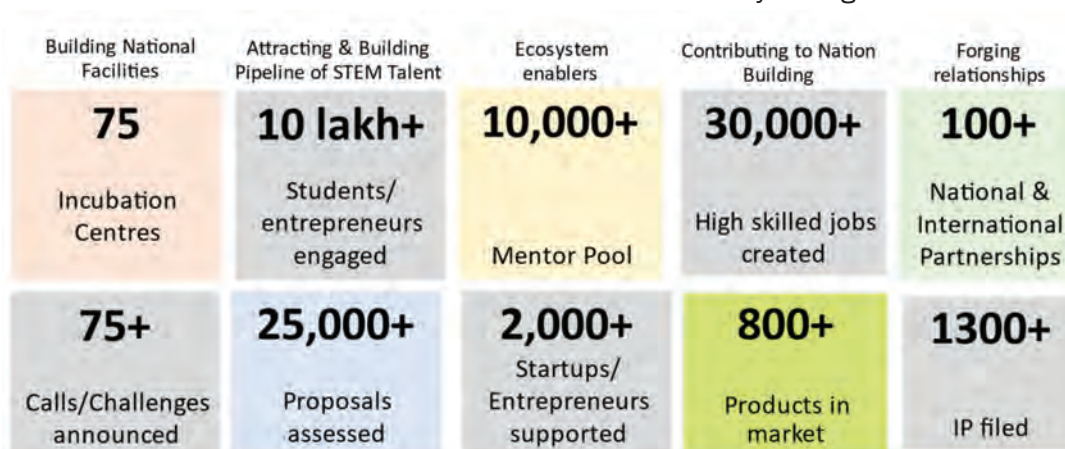 Building National
Facilities
Attracting & Building
Pipeline of STEM Talent
Ecosystem
enablers
Contributing to Nation
Building
Forging
relationships
75
Incubation
Centres
10 lakh+
Students/
entrepreneurs
engaged
10,000+
Mentor Pool
30,000+
High skilled jobs
created
100+
National &
International
Partnerships
75+
Calls/Challenges
announced
25,000+
Proposals
assessed
2,000+
Startups/
Entrepreneurs
supported
800+
Products in
market
1300+
IP filed